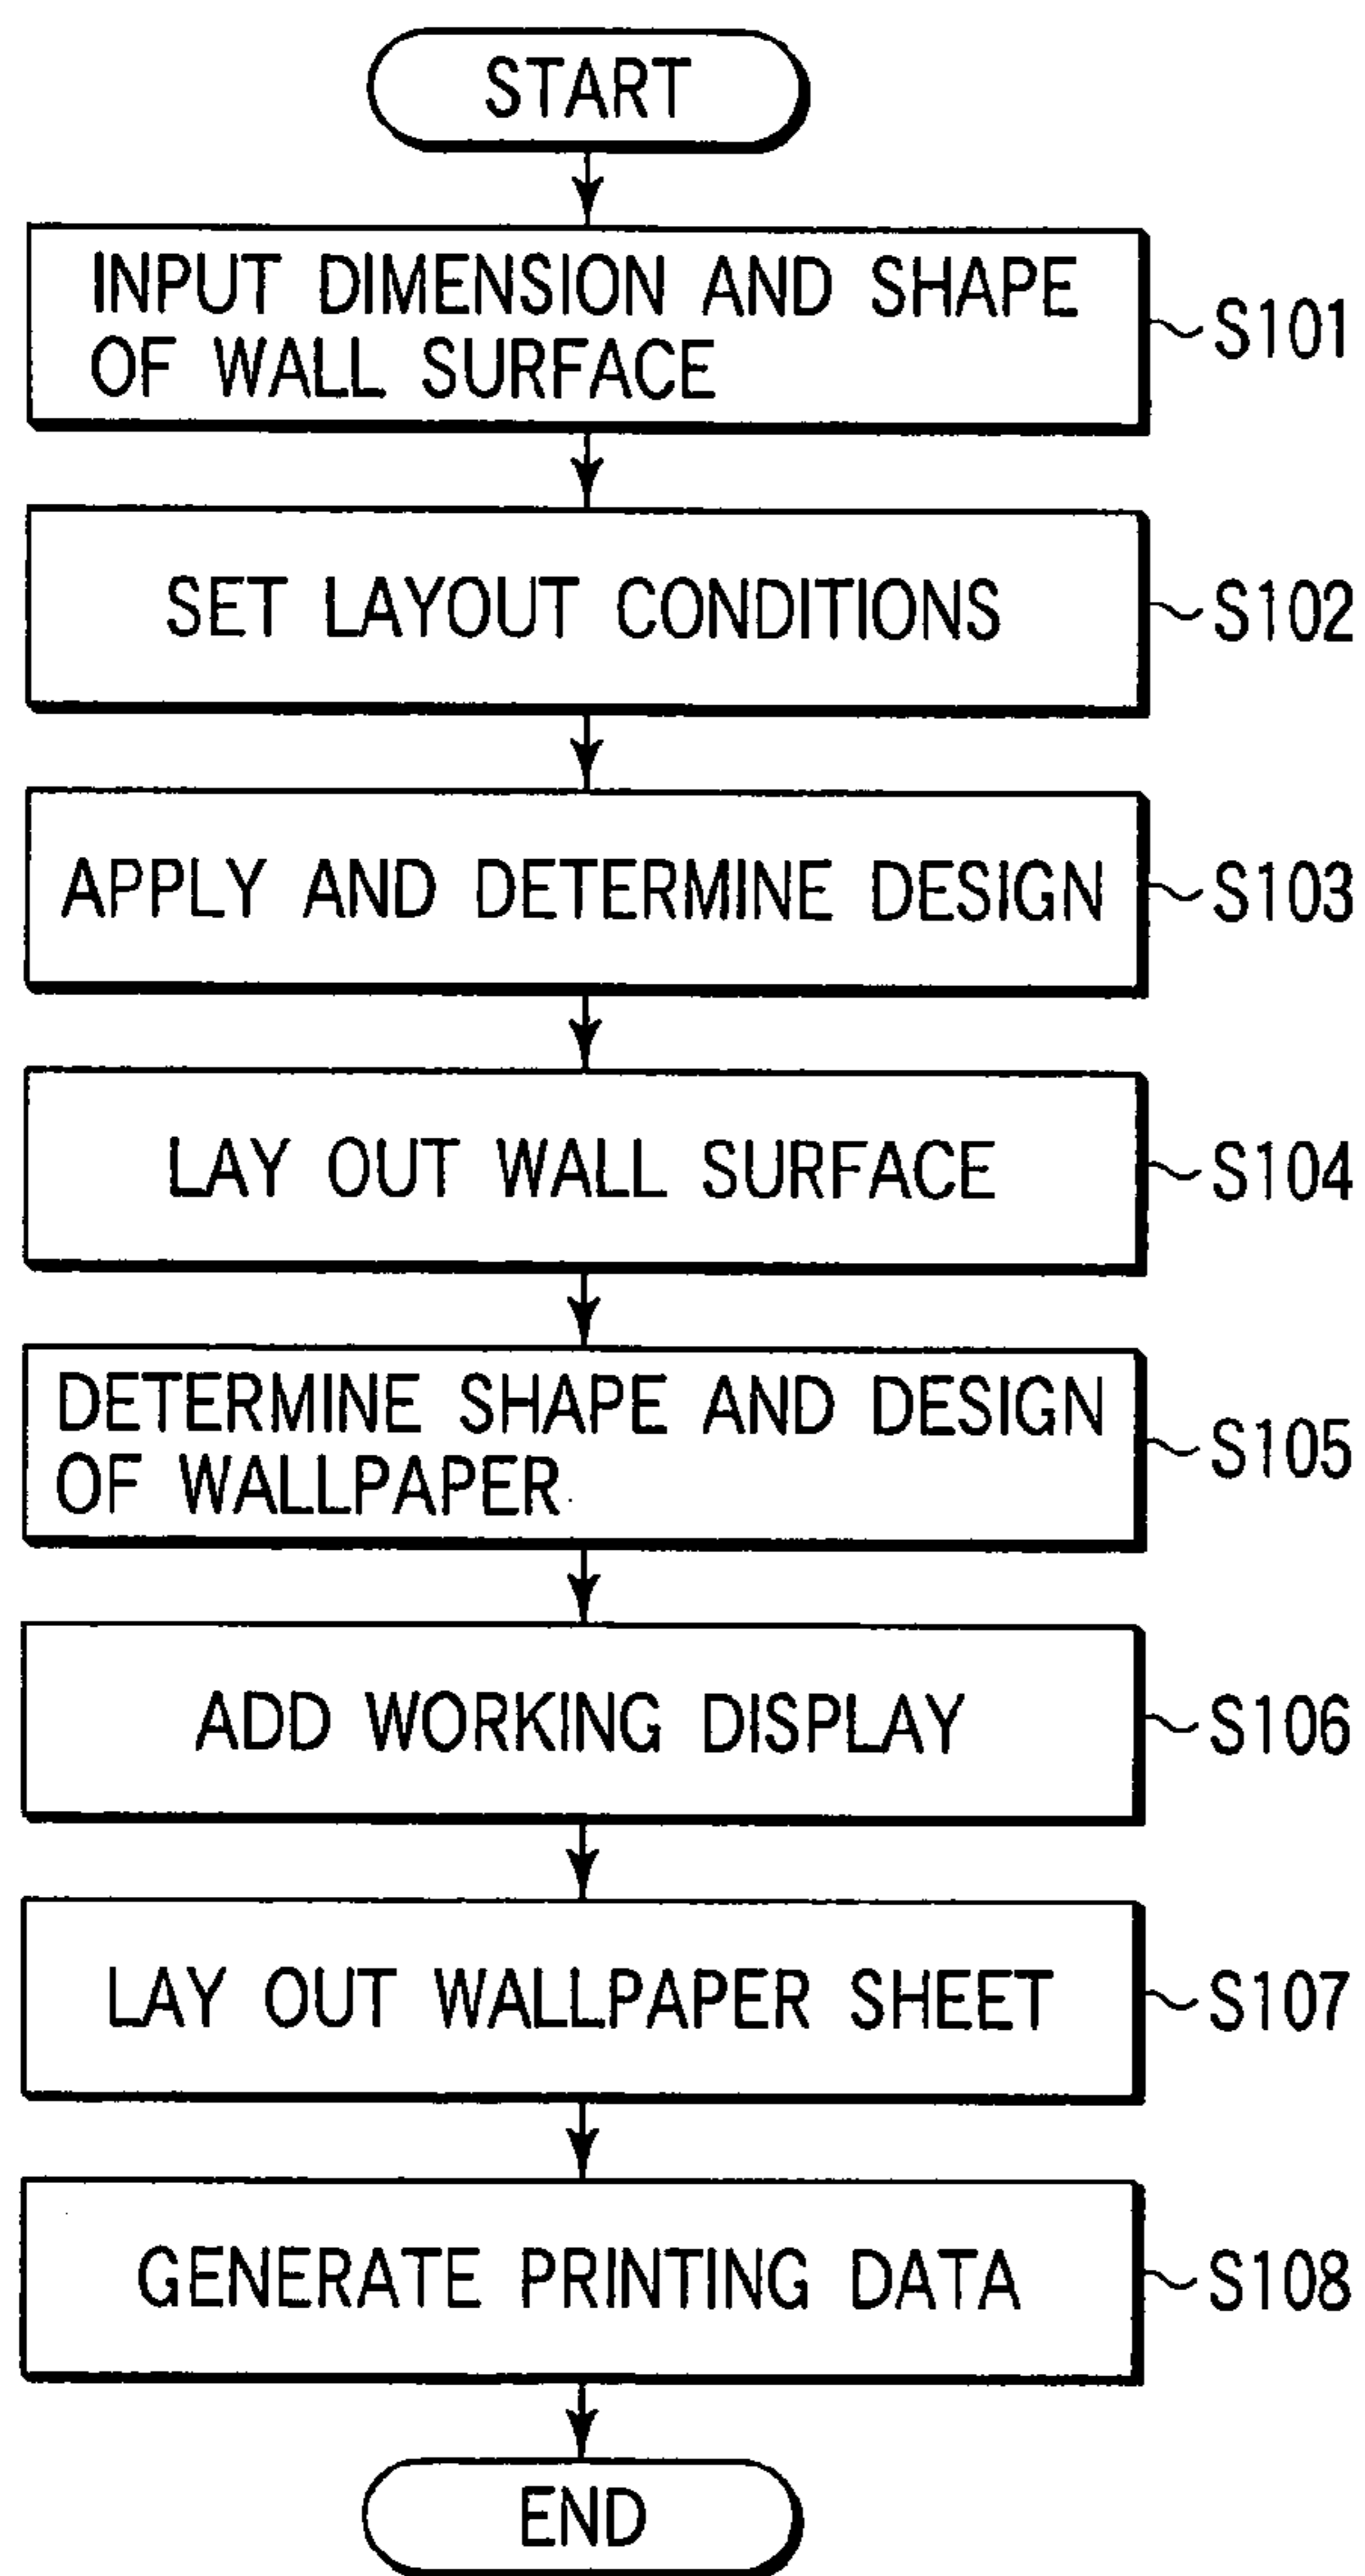 START
INPUT DIMENSION AND SHAPE
OF WALL SURFACE
S101
SET LAYOUT CONDITIONS
S102
APPLY AND DETERMINE DESIGN
S103
LAY OUT WALL SURFACE
S104
DETERMINE SHAPE AND DESIGN
OF WALLPAPER
S105
ADD WORKING DISPLAY
S106
LAY OUT WALLPAPER SHEET
S107
GENERATE PRINTING DATA
S108
END